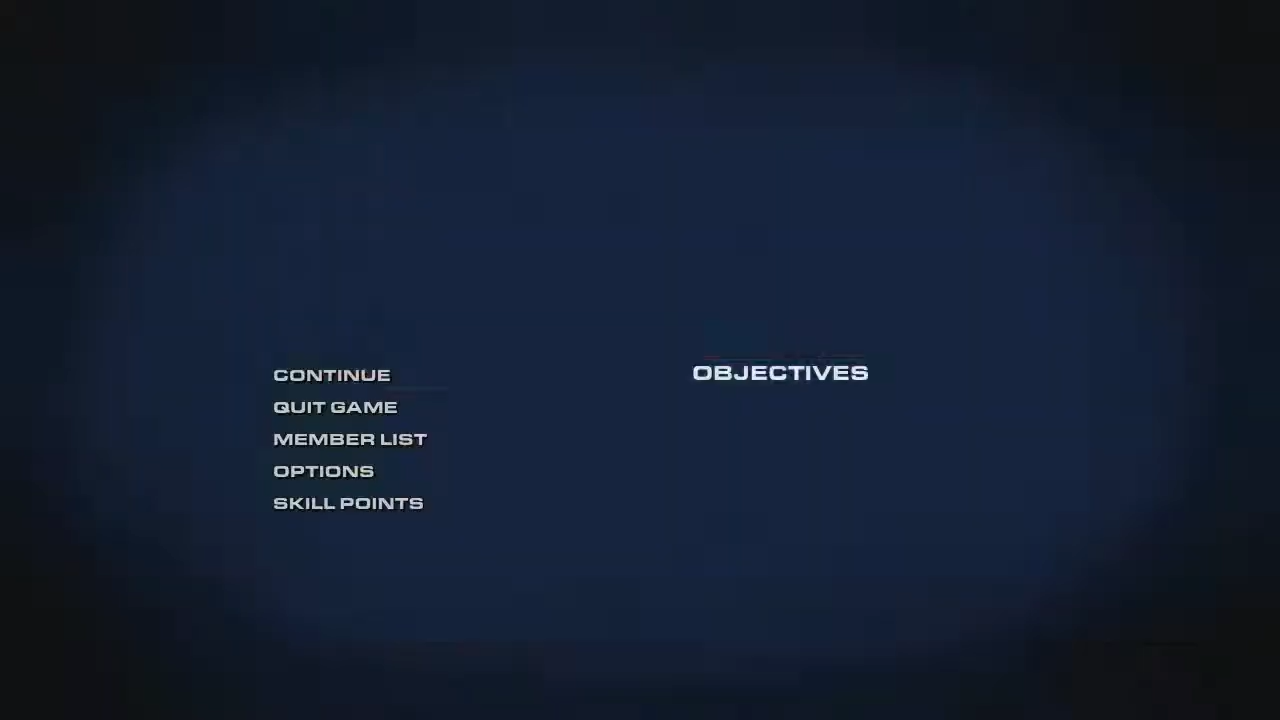 CONTINUE
QUIT GAME
MEMBER LIST
OPTIONS
SKILL POINTS
OBJECTIVES